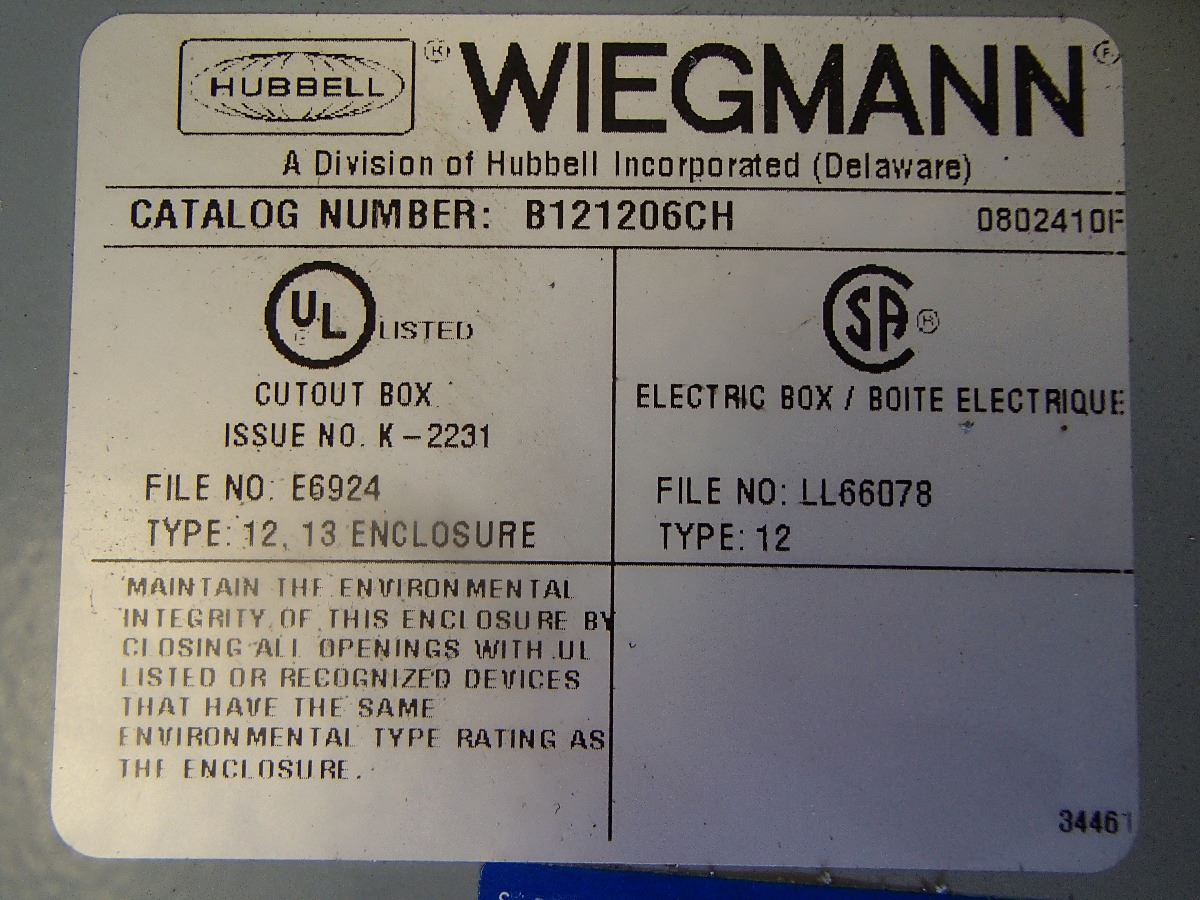 HUBBELL ® WIEGMANN ®
A Division of Hubbell Incorporated (Delaware)
CATALOG NUMBER: B121206CH 0802410F
UL LISTED
CUTOUT BOX
ISSUE NO. K-2231
FILE NO: E6924
TYPE: 12, 13 ENCLOSURE
SA ®
ELECTRIC BOX / BOITE ELECTRIQUE
FILE NO: LL66078
TYPE: 12
MAINTAIN THE ENVIRONMENTAL
INTEGRITY OF THIS ENCLOSURE BY
CLOSING ALL OPENINGS WITH UL
LISTED OR RECOGNIZED DEVICES
THAT HAVE THE SAME
ENVIRONMENTAL TYPE RATING AS
THE ENCLOSURE.
34461